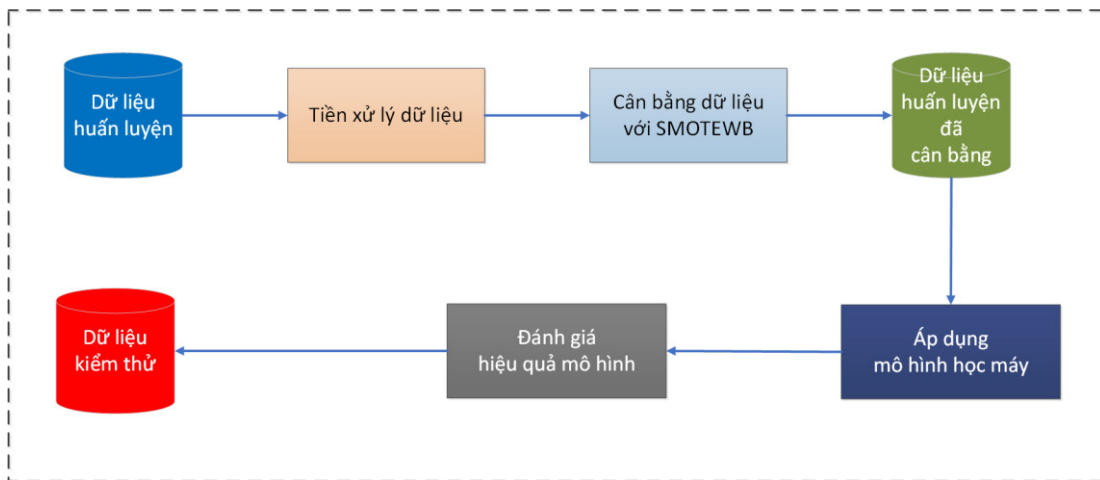 Dữ liệu
huấn luyện
Tiền xử lý dữ liệu
Cân bằng dữ liệu
với SMOTEWB
Dữ liệu
huấn luyện
đã
cân bằng
Dữ liệu
kiểm thử
Đánh giá
hiệu quả mô hình
Áp dụng
mô hình học máy